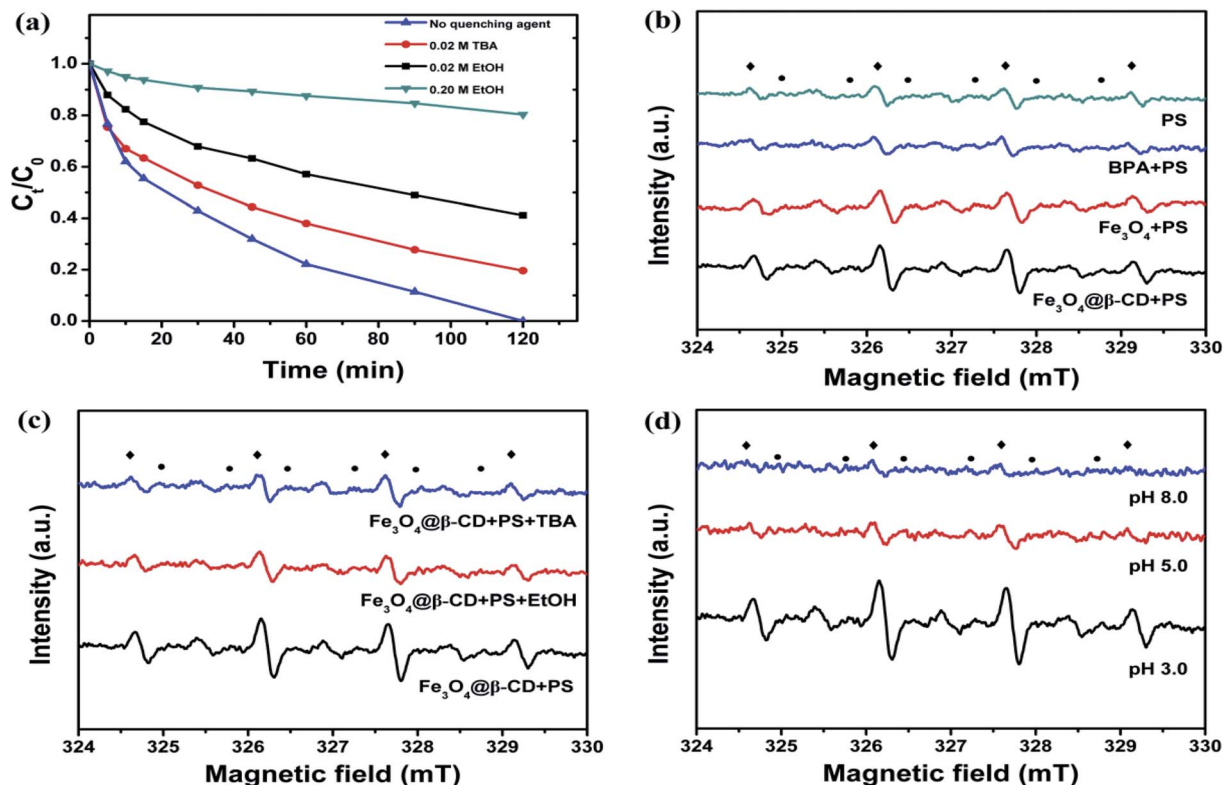 (a)
No quenching agent
0.02 M TBA
0.02 M EtOH
0.20 M EtOH
1.0
0.8
0.6
0.4
0.2
0.0
Cₜ/C₀
0 20 40 60 80 100 120
Time (min)
(b)
PS
BPA+PS
Fe₃O₄+PS
Fe₃O₄@β-CD+PS
Intensity (a.u.)
324 325 326 327 328 329 330
Magnetic field (mT)
(c)
Fe₃O₄@β-CD+PS+TBA
Fe₃O₄@β-CD+PS+EtOH
Fe₃O₄@β-CD+PS
Intensity (a.u.)
324 325 326 327 328 329 330
Magnetic field (mT)
(d)
pH 8.0
pH 5.0
pH 3.0
Intensity (a.u.)
324 325 326 327 328 329 330
Magnetic field (mT)